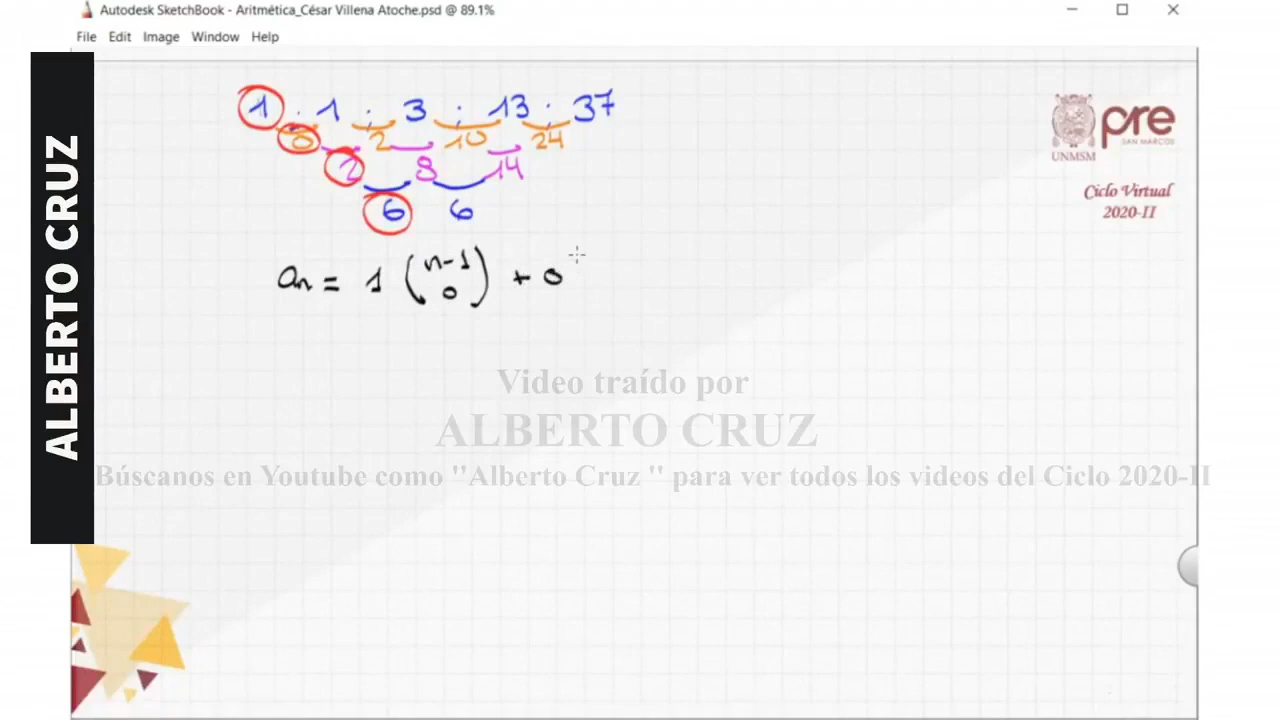 Autodesk SketchBook - Aritmética_César Villena Atoche.psd @ 89.1%
File Edit Image Window Help
ALBERTO CRUZ
1 ; 1 ; 3 ; 13 ; 37
0 2 10 24
2 8 14
6 6
an = 1 (n-1 0) + 0
pre
SAN MARCOS
UNMSM
Ciclo Virtual
2020-II
Video traído por
ALBERTO CRUZ
Búscanos en Youtube como "Alberto Cruz " para ver todos los videos del Ciclo 2020-II